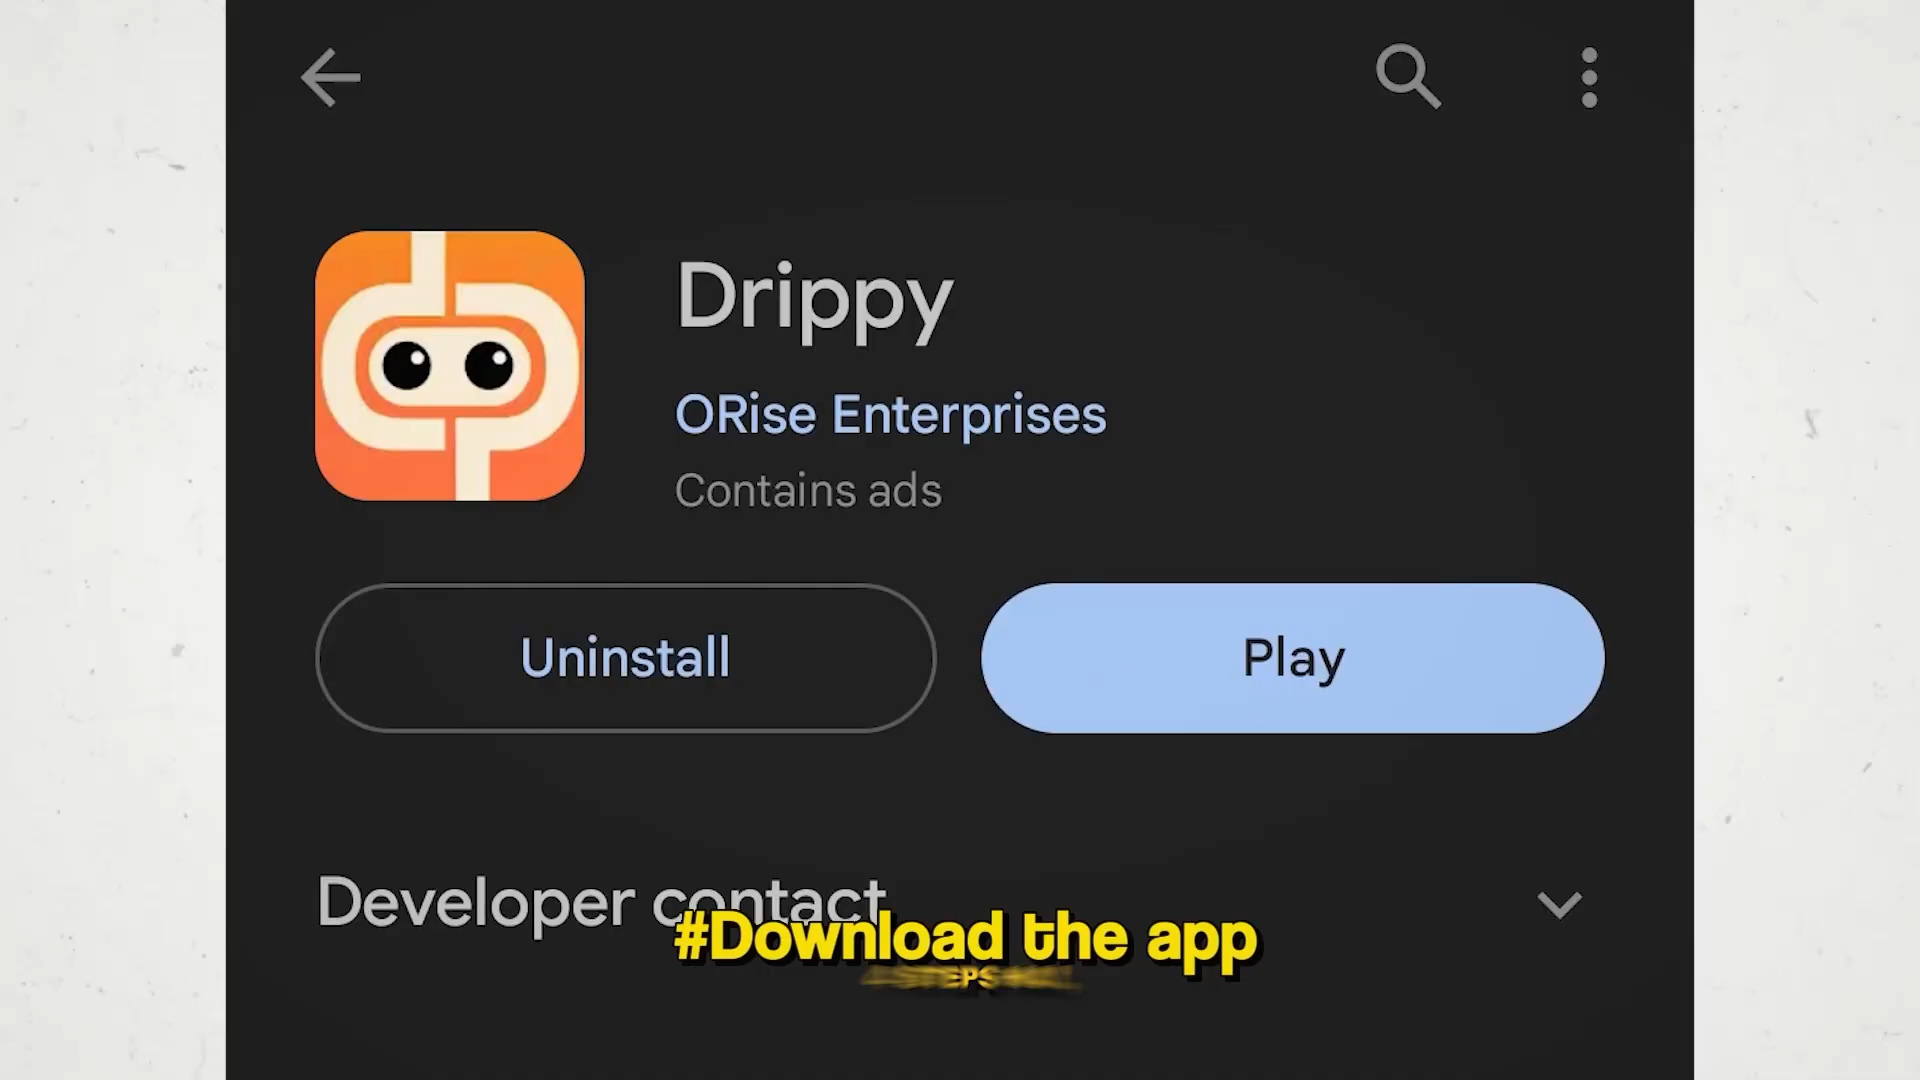 Drippy
ORise Enterprises
Contains ads
Uninstall
Play
Developer contact
#Download the app